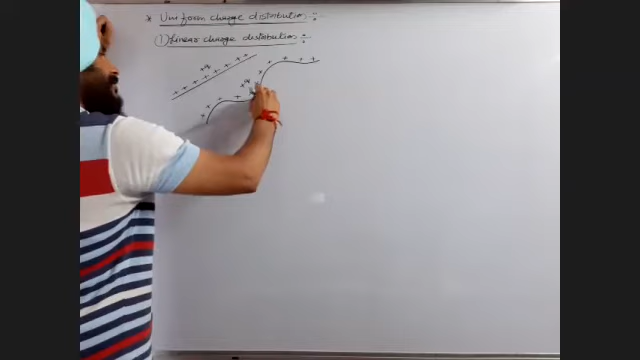 * Uniform charge distribution :-
① Linear charge distribution :-
+q
+ + + + + + + +
+q
+ + + + + + + + +